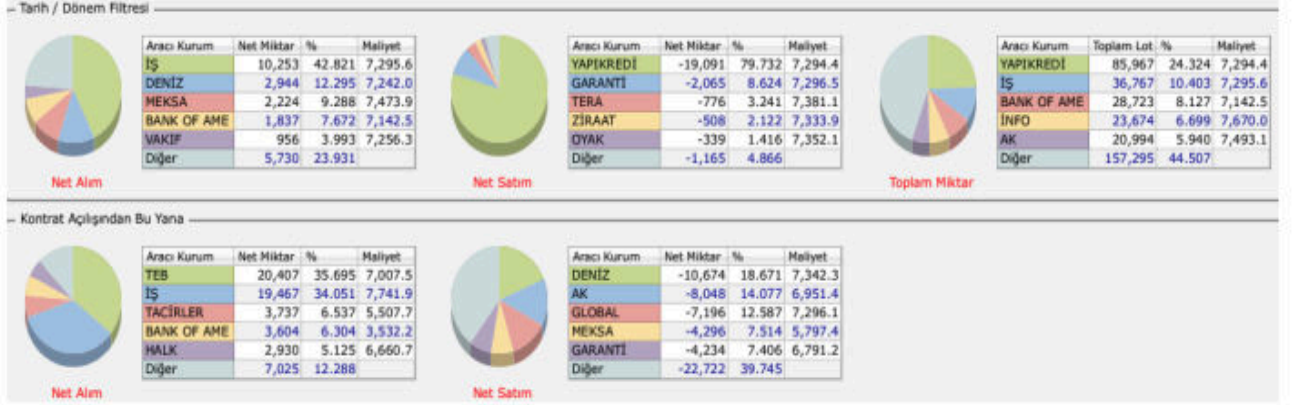 Tarih / Dönem Filtresi
Aracı Kurum Net Miktar % Maliyet
İŞ 10,253 42.821 7,295.6
DENİZ 2,944 12.295 7,242.0
MEKSA 2,224 9.288 7,473.9
BANK OF AME 1,837 7.672 7,142.5
VAKIF 956 3.993 7,256.3
Diğer 5,730 23.931
Net Alım
Aracı Kurum Net Miktar % Maliyet
YAPIKREDİ -19,091 79.732 7,294.4
GARANTİ -2,065 8.624 7,296.5
TERA -776 3.241 7,381.1
ZİRAAT -508 2.122 7,333.9
OYAK -339 1.416 7,352.1
Diğer -1,165 4.866
Net Satım
Aracı Kurum Toplam Lot % Maliyet
YAPIKREDİ 85,967 24.324 7,294.4
İŞ 36,767 10.403 7,295.6
BANK OF AME 28,723 8.127 7,142.5
İNFO 23,674 6.699 7,670.0
AK 20,994 5.940 7,493.1
Diğer 157,295 44.507
Toplam Miktar
Kontrat Açılışından Bu Yana
Aracı Kurum Net Miktar % Maliyet
TEB 20,407 35.695 7,007.5
İŞ 19,467 34.051 7,741.9
TACİRLER 3,737 6.537 5,507.7
BANK OF AME 3,604 6.304 3,532.2
HALK 2,930 5.125 6,660.7
Diğer 7,025 12.288
Net Alım
Aracı Kurum Net Miktar % Maliyet
DENİZ -10,674 18.671 7,342.3
AK -8,048 14.077 6,951.4
GLOBAL -7,196 12.587 7,296.1
MEKSA -4,296 7.514 5,797.4
GARANTİ -4,234 7.406 6,791.2
Diğer -22,722 39.745
Net Satım